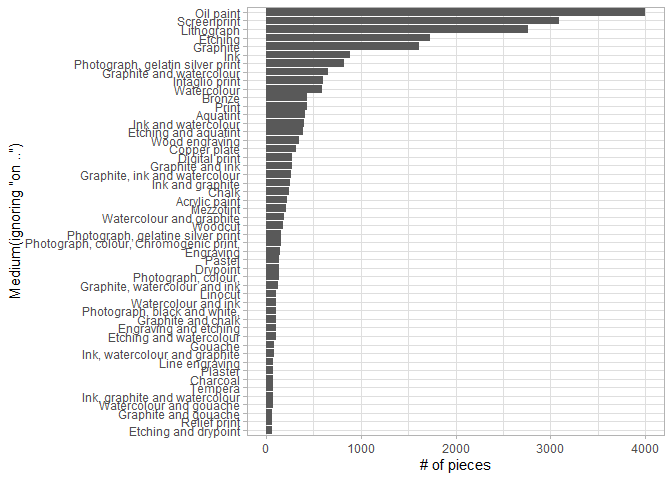 Oil paint
Screenprint
Lithograph
Etching
Graphite
Ink
Photograph, gelatin silver print
Graphite and watercolour
Intaglio print
Watercolour
Bronze
Print
Aquatint
Ink and watercolour
Etching and aquatint
Wood engraving
Copper plate
Digital print
Graphite and ink
Graphite, ink and watercolour
Ink and graphite
Chalk
Acrylic paint
Mezzotint
Watercolour and graphite
Woodcut
Photograph, gelatine silver print
Photograph, colour, Chromogenic print,
Engraving
Pastel
Drypoint
Photograph, colour,
Graphite, watercolour and ink
Linocut
Watercolour and ink
Photograph, black and white,
Graphite and chalk
Engraving and etching
Etching and watercolour
Gouache
Ink, watercolour and graphite
Line engraving
Plaster
Charcoal
Tempera
Ink, graphite and watercolour
Watercolour and gouache
Graphite and gouache
Relief print
Etching and drypoint
Medium(ignoring "on ..")
0 1000 2000 3000 4000
# of pieces